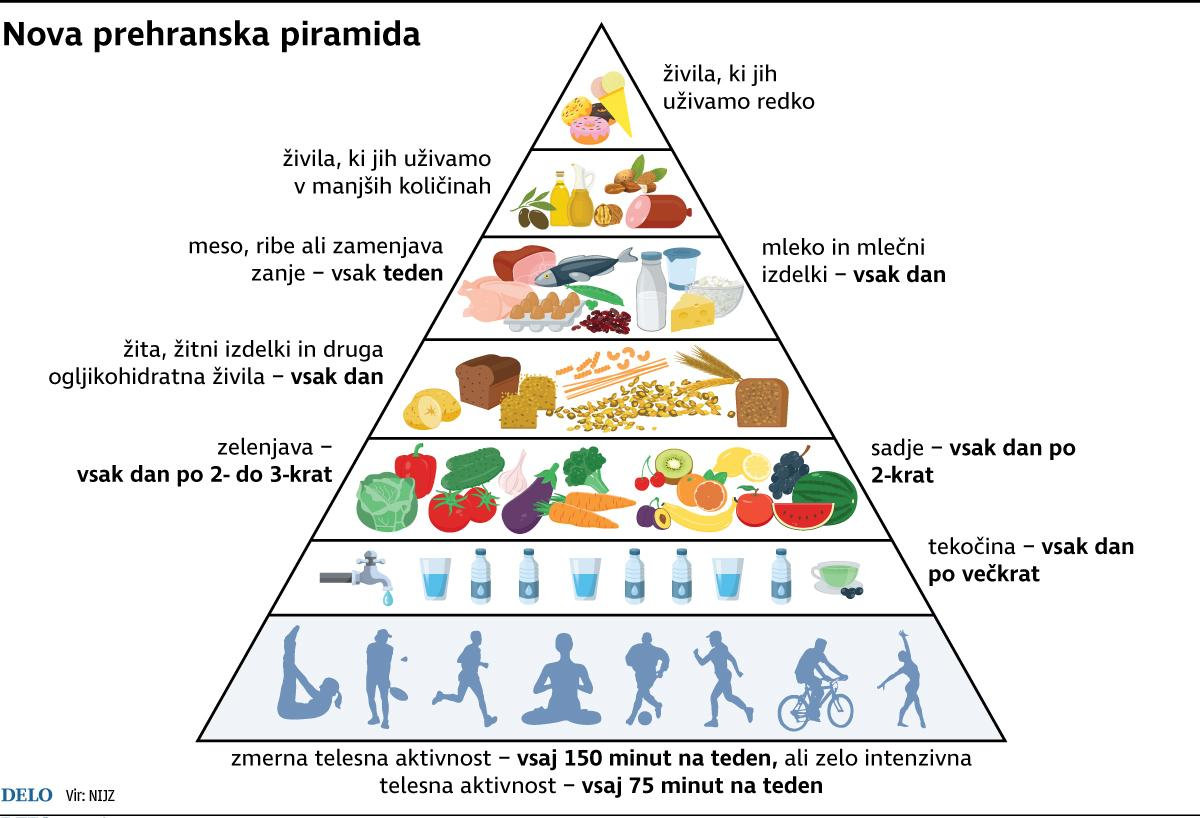 Nova prehranska piramida
živila, ki jih
uživamo redko
živila, ki jih uživamo
v manjših količinah
meso, ribe ali zamenjava
zanje – vsak teden
mleko in mlečni
izdelki – vsak dan
žita, žitni izdelki in druga
ogljikohidratna živila – vsak dan
zelenjava –
vsak dan po 2- do 3-krat
sadje – vsak dan po
2-krat
tekočina – vsak dan
po večkrat
zmerna telesna aktivnost – vsaj 150 minut na teden, ali zelo intenzivna
telesna aktivnost – vsaj 75 minut na teden
DELO Vir: NIJZ